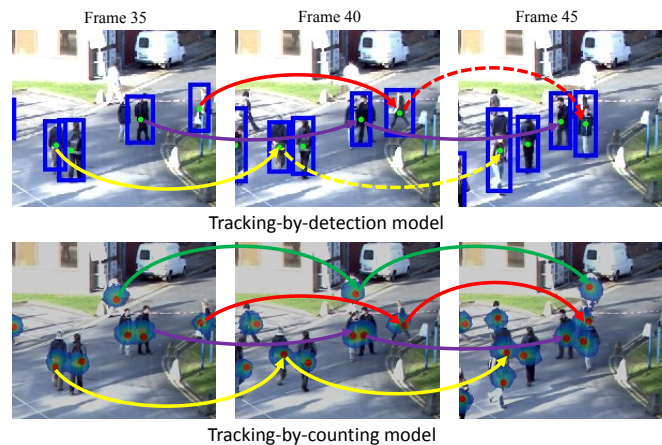 Frame 35 Frame 40 Frame 45
Tracking-by-detection model
Tracking-by-counting model